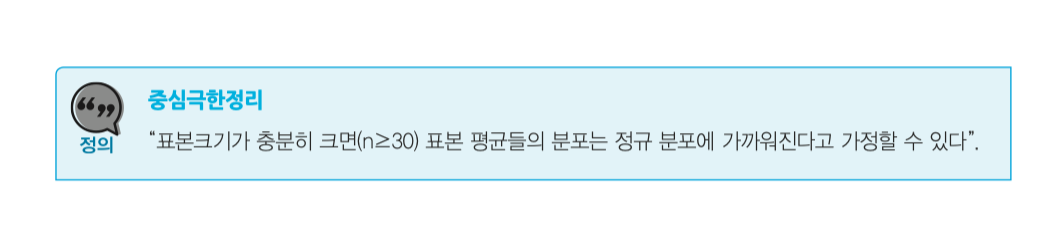 중심극한정리
“표본크기가 충분히 크면(n≥30) 표본 평균들의 분포는 정규 분포에 가까워진다고 가정할 수 있다”.
정의